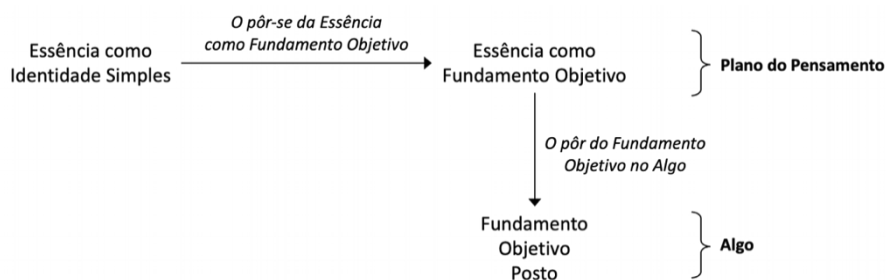 O pôr-se da Essência
como Fundamento Objetivo
Essência como
Identidade Simples
Essência como
Fundamento Objetivo
Plano do Pensamento
O pôr do Fundamento
Objetivo no Algo
Fundamento
Objetivo
Posto
Algo